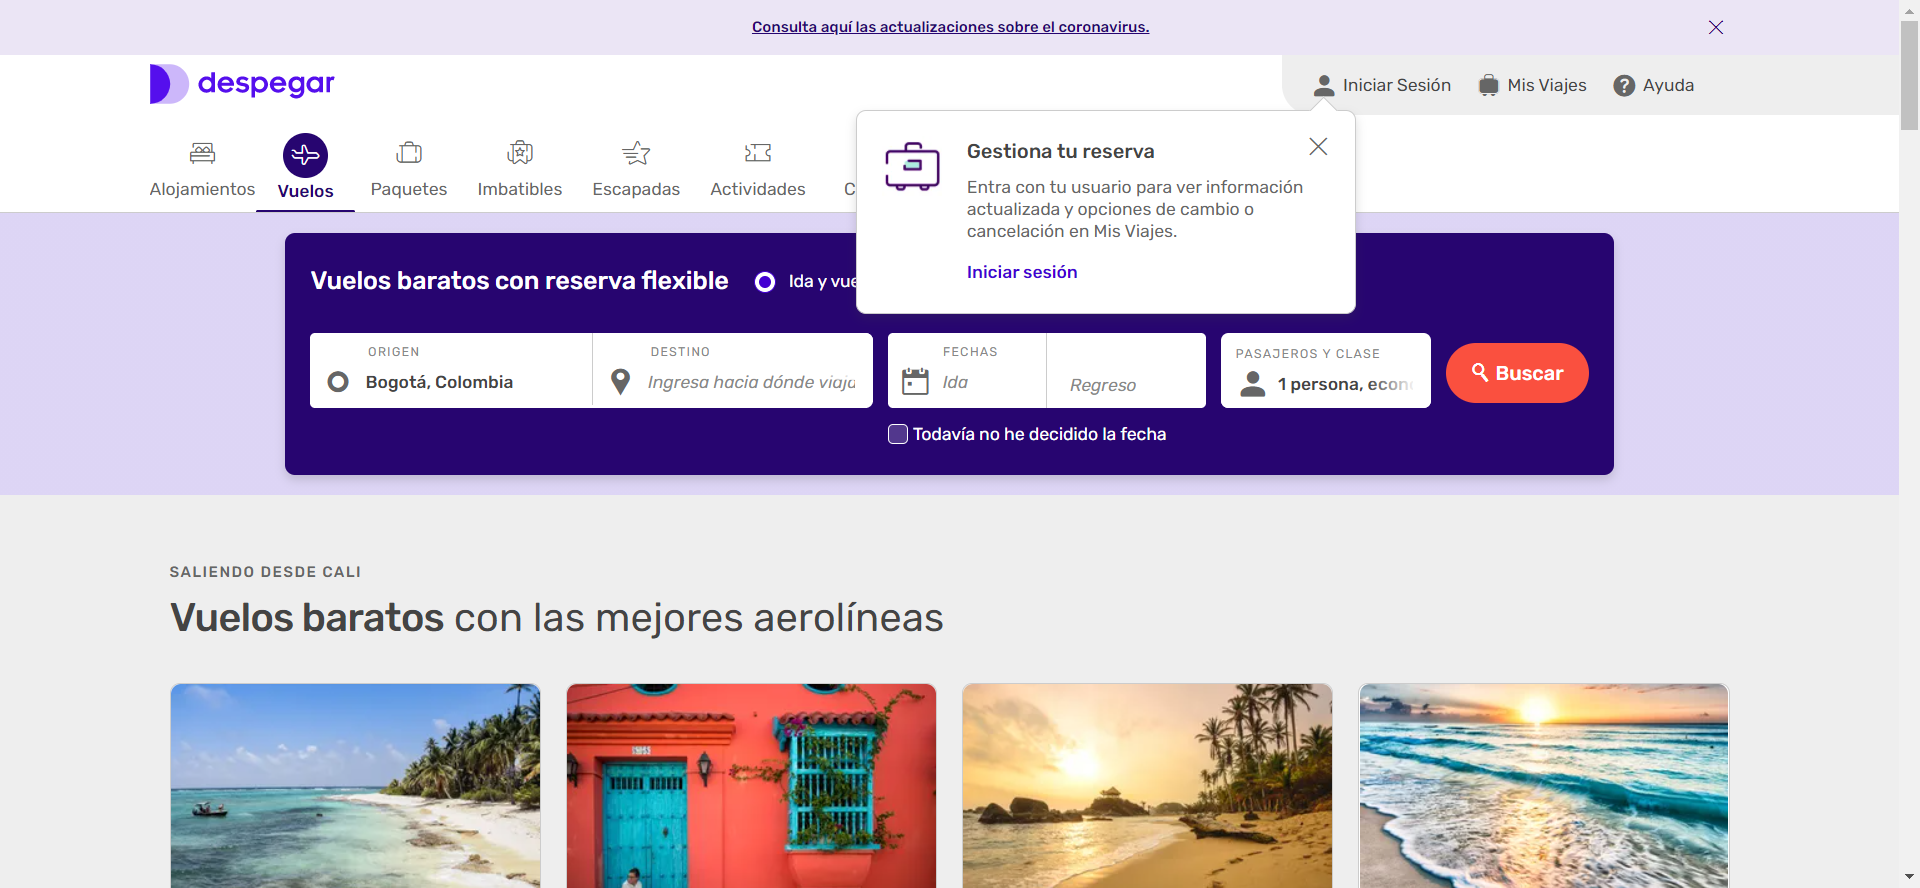 Consulta aquí las actualizaciones sobre el coronavirus.
despegar
Iniciar Sesión
Mis Viajes
? Ayuda
Alojamientos
Vuelos
Paquetes
Imbatibles
Escapadas
Actividades
C
Gestiona tu reserva
Entra con tu usuario para ver información
actualizada y opciones de cambio o
cancelación en Mis Viajes.
Iniciar sesión
Vuelos baratos con reserva flexible
Ida y vue
ORIGEN
Bogotá, Colombia
DESTINO
Ingresa hacia dónde viaja
FECHAS
Ida
Regreso
PASAJEROS Y CLASE
1 persona, econ
Buscar
Todavía no he decidido la fecha
SALIENDO DESDE CALI
Vuelos baratos con las mejores aerolíneas